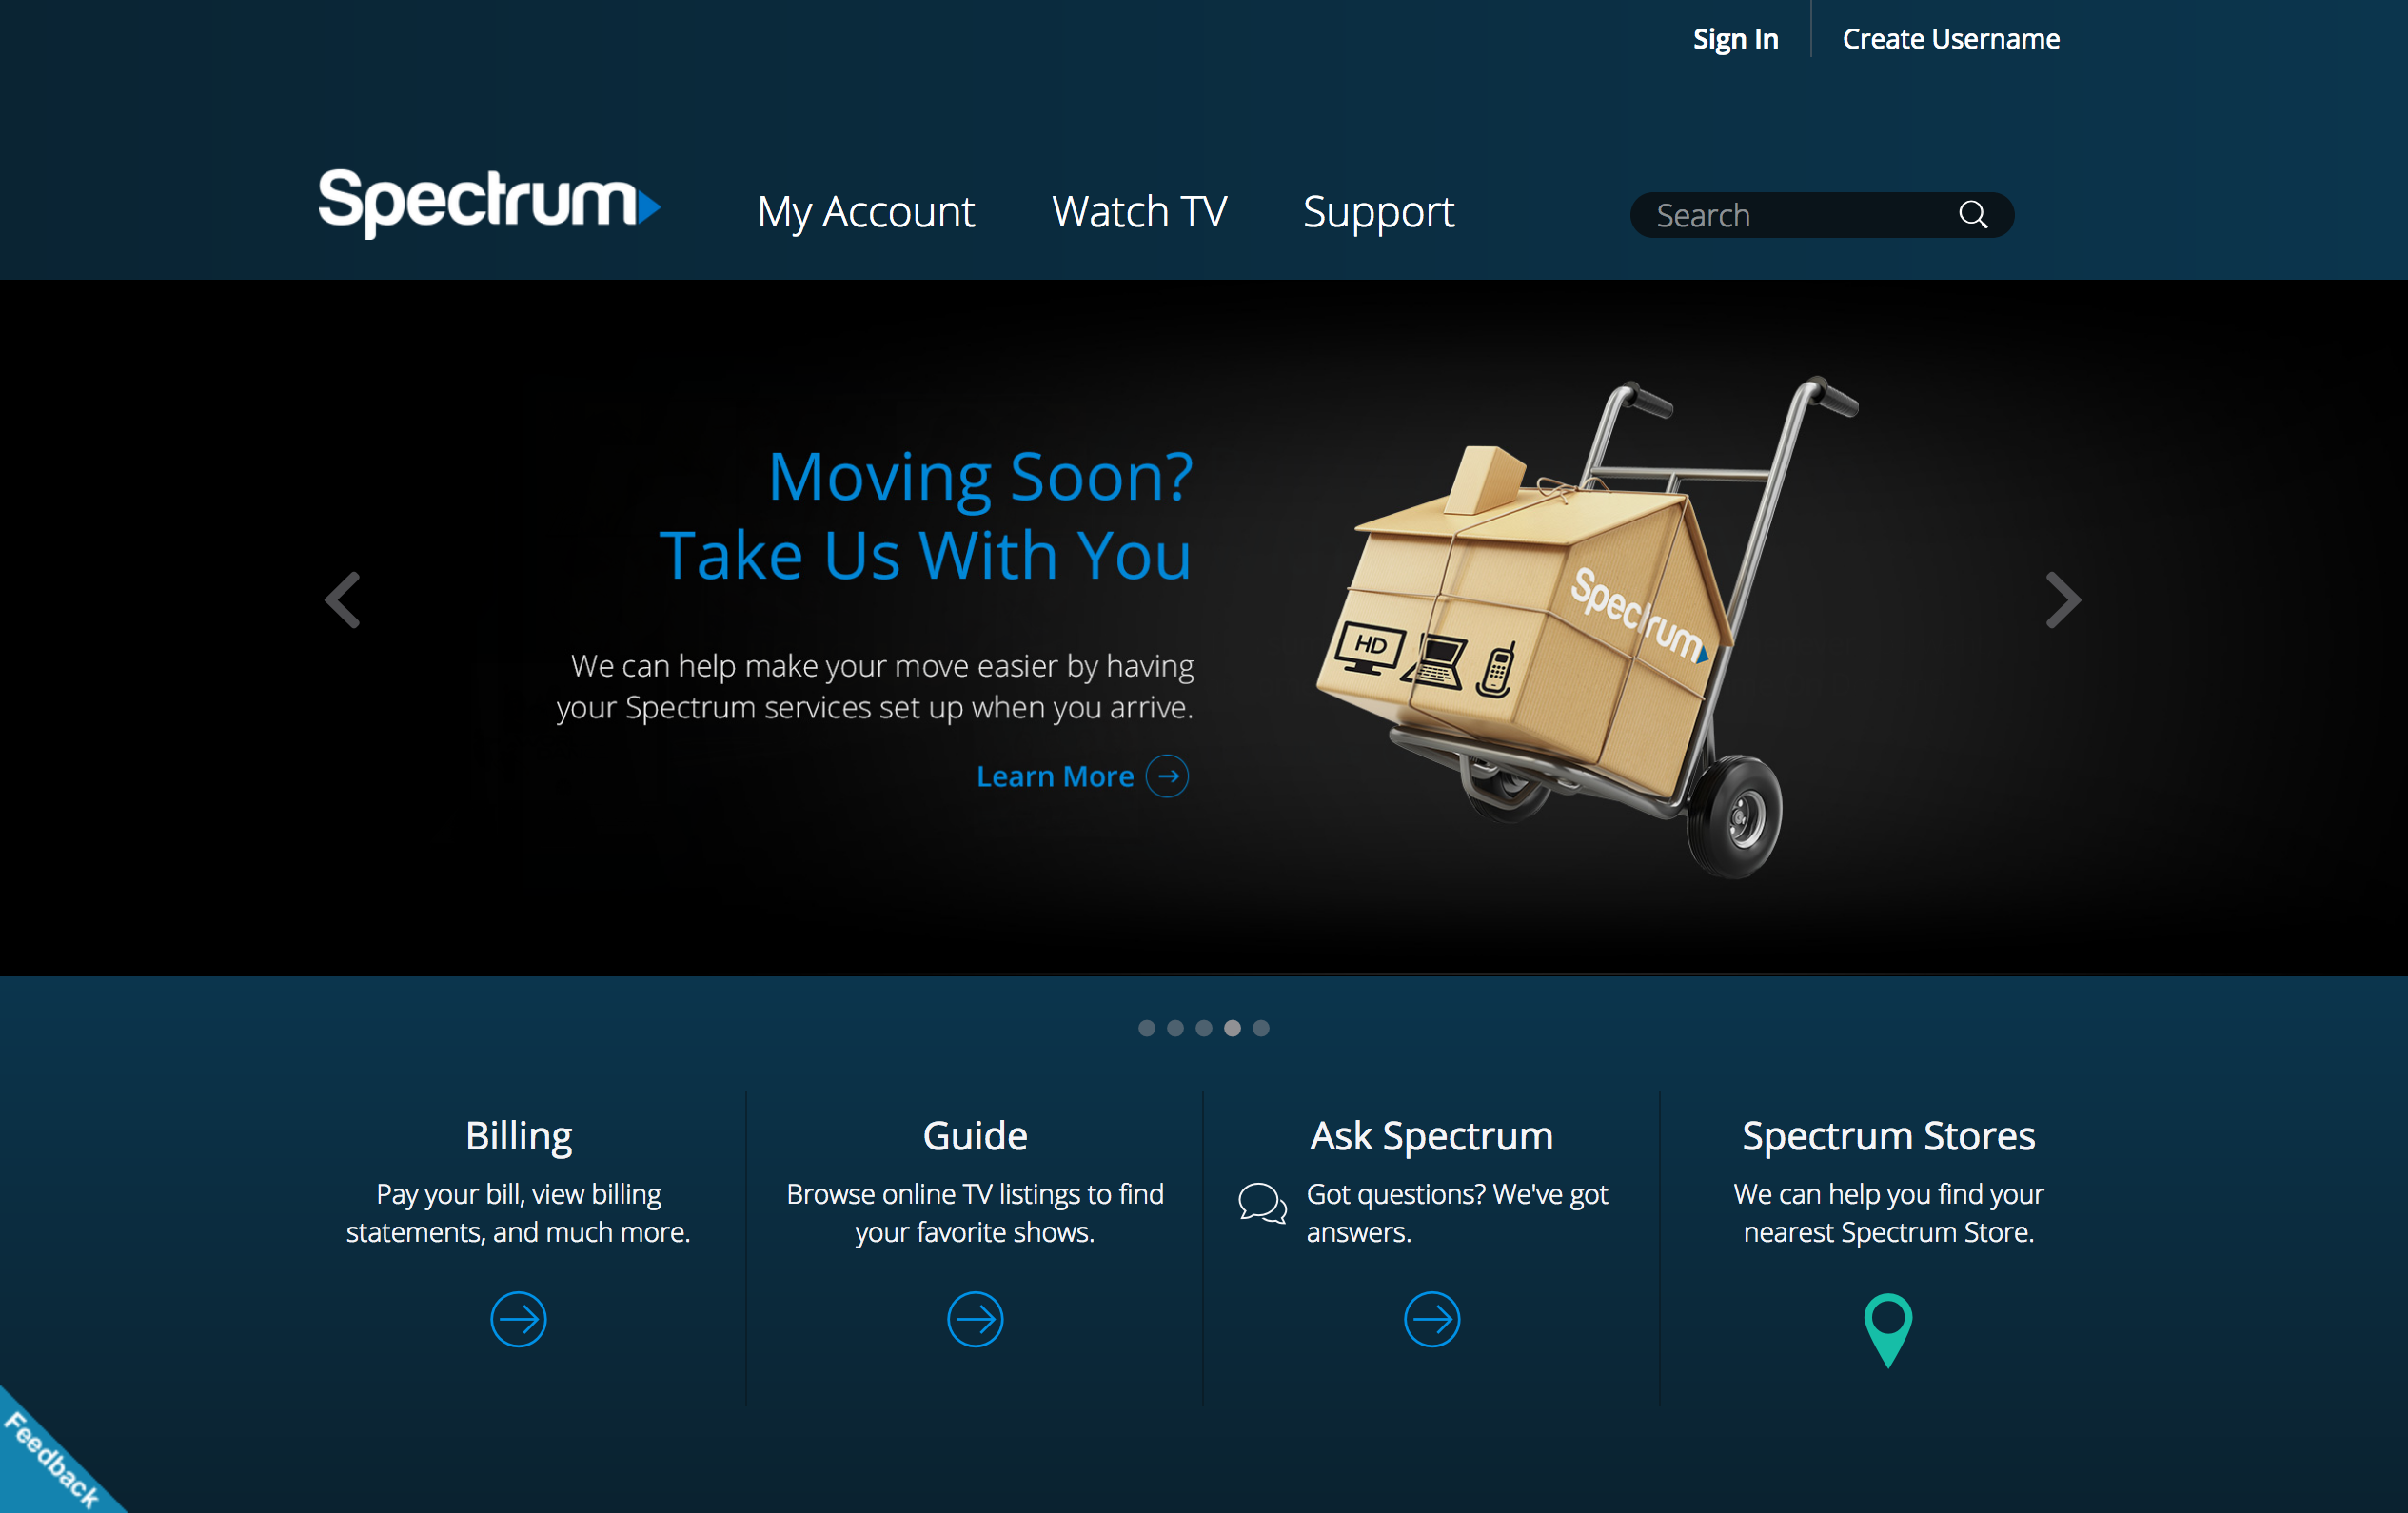 Sign In
Create Username
Spectrum
My Account
Watch TV
Support
Search
Moving Soon?
Take Us With You
We can help make your move easier by having
your Spectrum services set up when you arrive.
Learn More
HD
Spectrum
Billing
Pay your bill, view billing
statements, and much more.
Guide
Browse online TV listings to find
your favorite shows.
Ask Spectrum
Got questions? We've got
answers.
Spectrum Stores
We can help you find your
nearest Spectrum Store.
Feedback